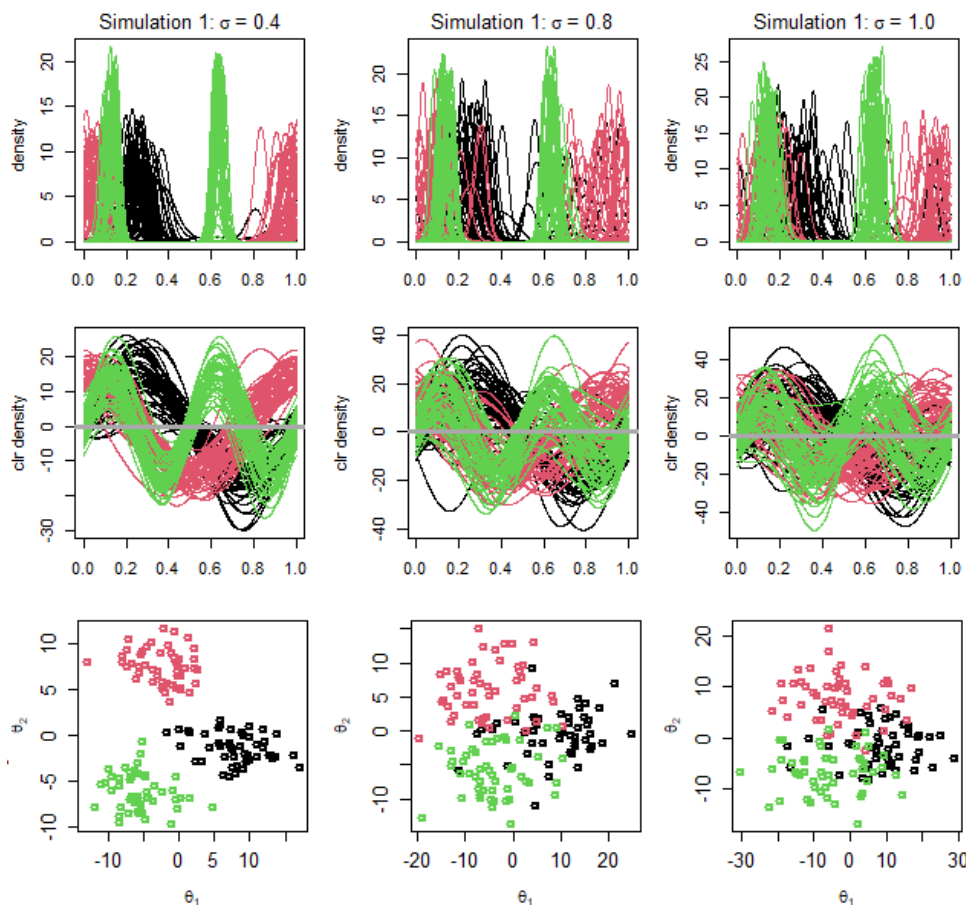 Simulation 1: σ = 0.4 Simulation 1: σ = 0.8 Simulation 1: σ = 1.0
density
0 5 10 15 20
0.0 0.2 0.4 0.6 0.8 1.0
density
0 5 10 15 20
0.0 0.2 0.4 0.6 0.8 1.0
density
0 5 10 15 20 25
0.0 0.2 0.4 0.6 0.8 1.0
clr density
-30 -10 0 10 20
0.0 0.2 0.4 0.6 0.8 1.0
clr density
-40 -20 0 20 40
0.0 0.2 0.4 0.6 0.8 1.0
clr density
-40 -20 0 20 40
0.0 0.2 0.4 0.6 0.8 1.0
θ2
-10 -5 0 5 10
-10 0 5 10
θ1
θ2
-10 0 5 10 15
-20 -10 0 10 20
θ1
θ2
-10 0 10 20
-30 -10 0 10 30
θ1